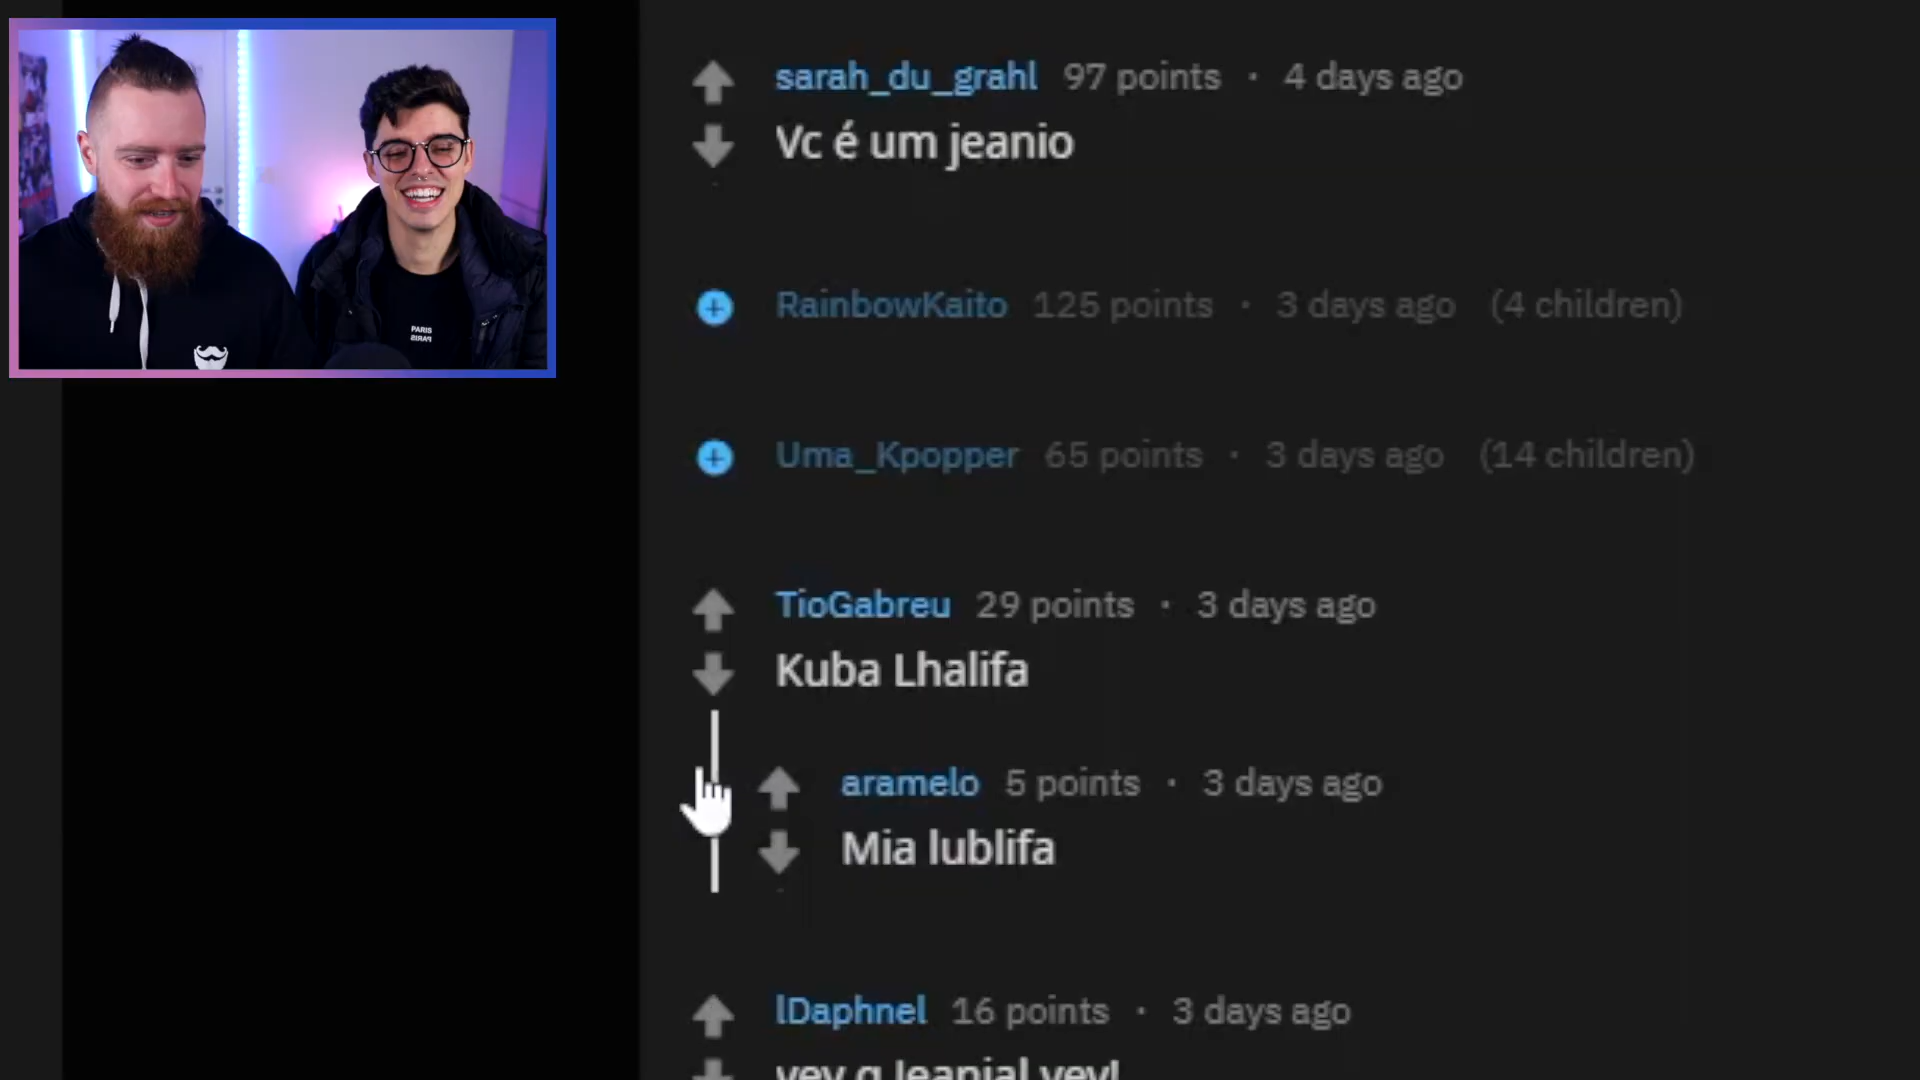 sarah_du_grahl 97 points · 4 days ago
Vc é um jeanio
RainbowKaito 125 points · 3 days ago (4 children)
Uma_Kpopper 65 points · 3 days ago (14 children)
TioGabreu 29 points · 3 days ago
Kuba Lhalifa
aramelo 5 points · 3 days ago
Mia lublifa
lDaphnel 16 points · 3 days ago
PARIS
PARIS